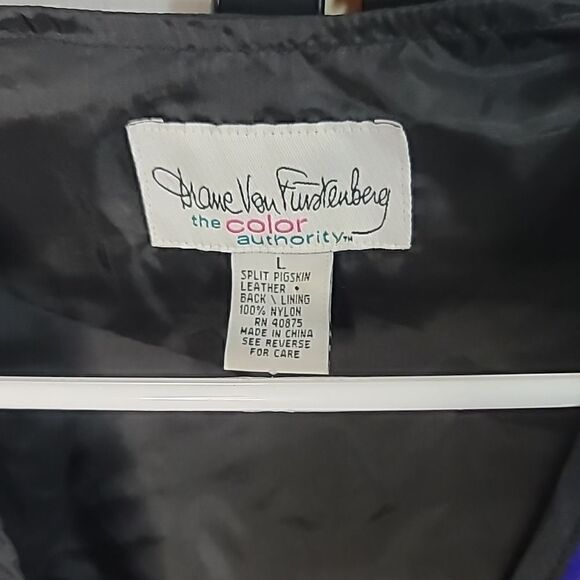 Diane Von Furstenberg
the color
authority™
L
SPLIT PIGSKIN
LEATHER •
BACK \ LINING
100% NYLON
RN 40875
MADE IN CHINA
SEE REVERSE
FOR CARE